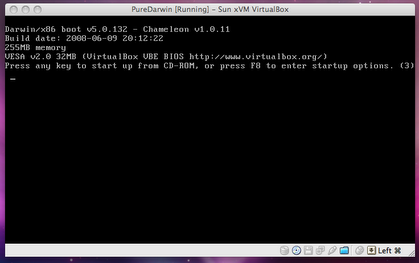 PureDarwin [Running] – Sun xVM VirtualBox
Darwin/x86 boot v5.0.132 - Chameleon v1.0.11
Build date: 2008-06-09 20:12:22
255MB memory
VESA v2.0 32MB (VirtualBox VBE BIOS http://www.virtualbox.org/)
Press any key to start up from CD-ROM, or press F8 to enter startup options. (3)
_
Left ⌘